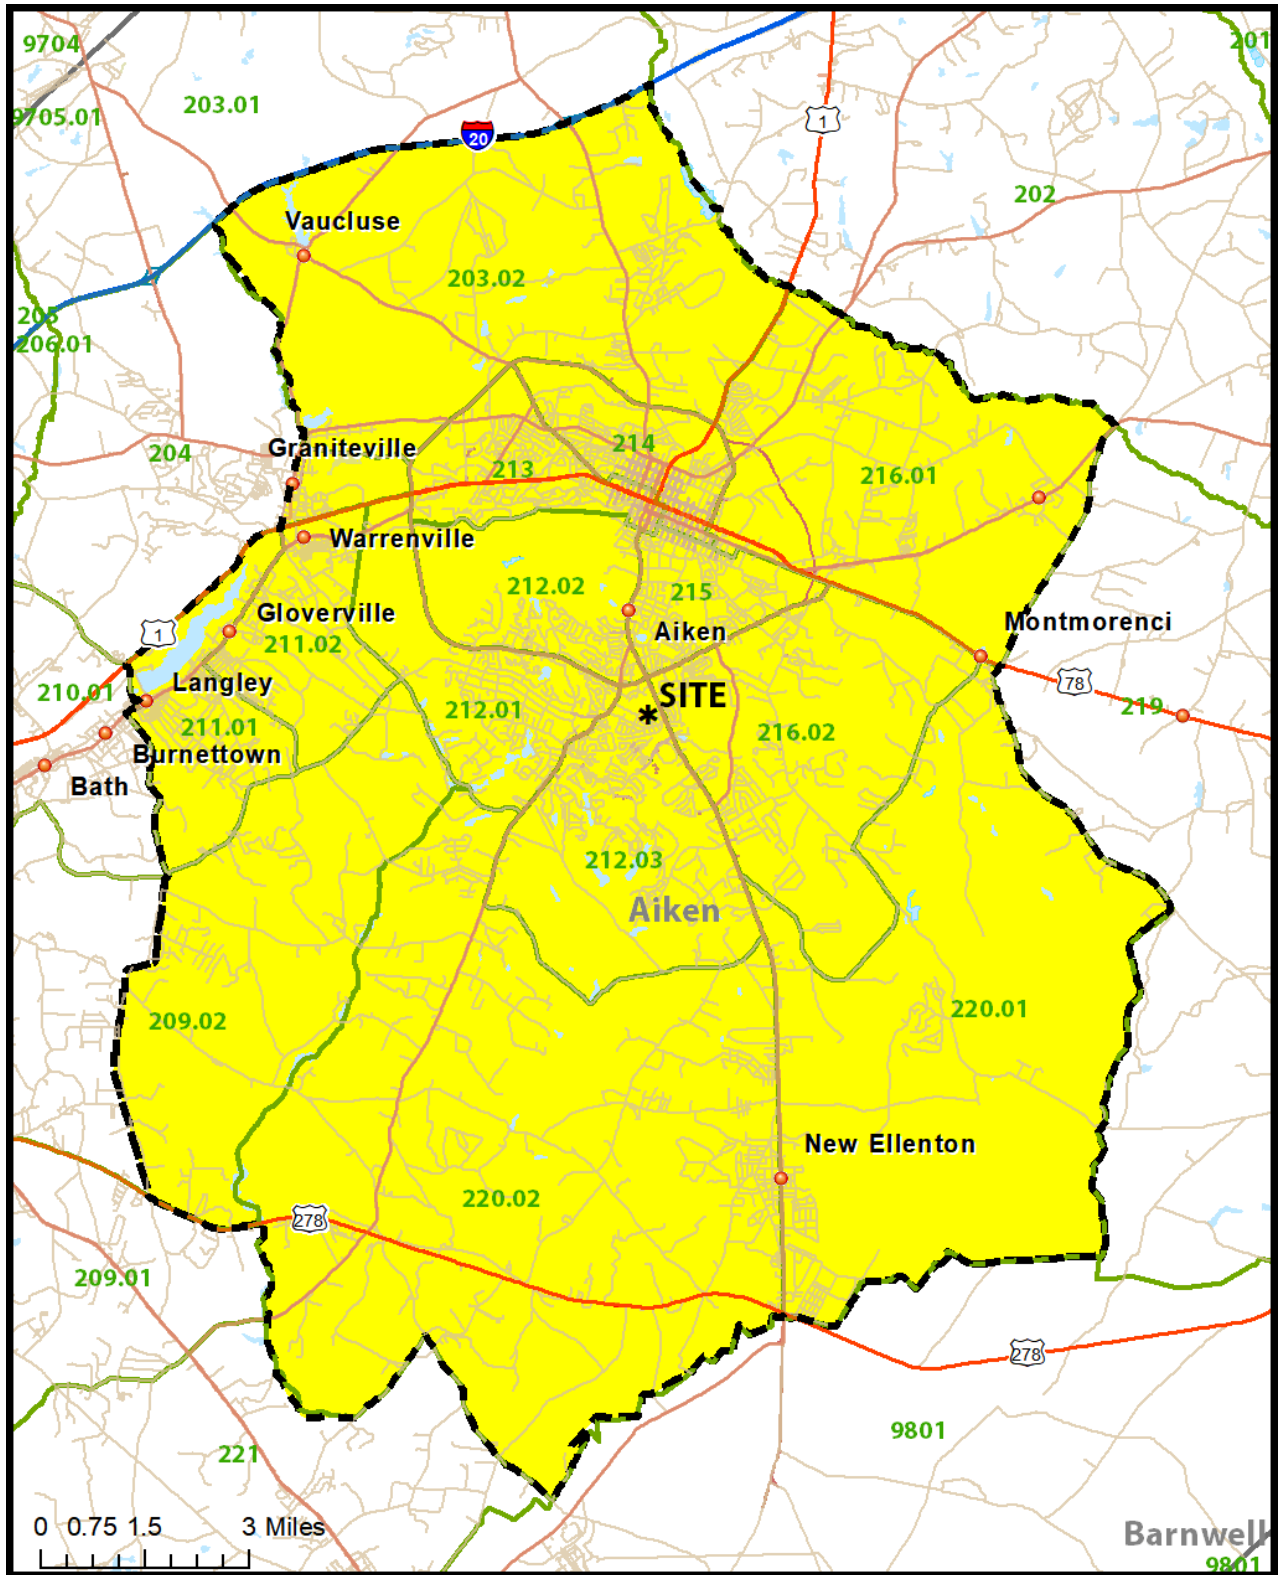 9704
201
203.01
9705.01
1
20
202
Vaucluse
203.02
205
206.01
Graniteville
204
214
213
216.01
Warrenville
212.02
215
Gloverville
1
Aiken
Montmorenci
211.02
Langley
78
210.01
SITE
219
212.01
211.01
216.02
Burnettown
Bath
212.03
Aiken
220.01
209.02
New Ellenton
220.02
278
209.01
278
9801
221
0 0.75 1.5 3 Miles
Barnwell
9801